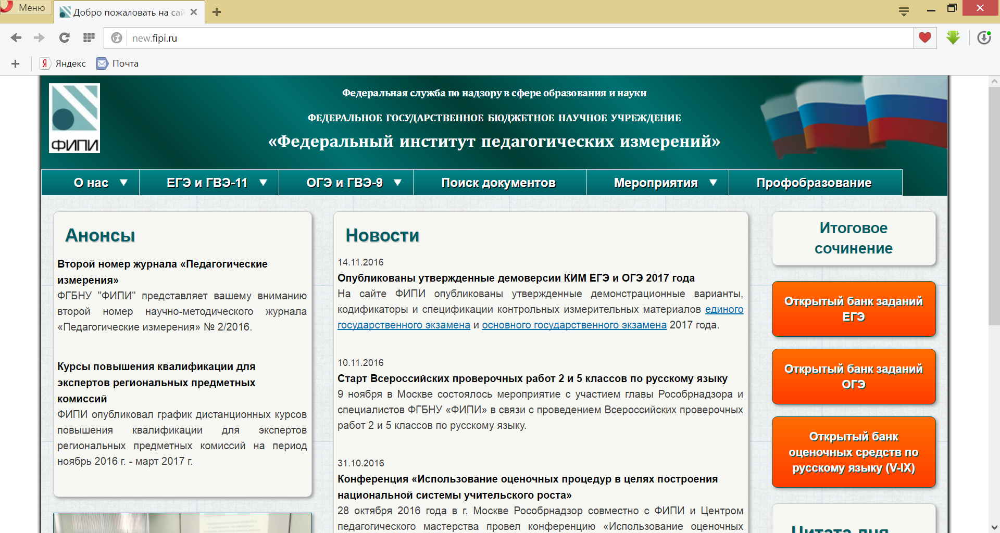 Меню
Добро пожаловать на сай
new.fipi.ru
Яндекс
Почта
ФИПИ
Федеральная служба по надзору в сфере образования и науки
ФЕДЕРАЛЬНОЕ ГОСУДАРСТВЕННОЕ БЮДЖЕТНОЕ НАУЧНОЕ УЧРЕЖДЕНИЕ
«Федеральный институт педагогических измерений»
О нас
ЕГЭ и ГВЭ-11
ОГЭ и ГВЭ-9
Поиск документов
Мероприятия
Профобразование
Анонсы
Второй номер журнала «Педагогические
измерения»
ФГБНУ "ФИПИ" представляет вашему вниманию
второй номер научно-методического журнала
«Педагогические измерения» № 2/2016.
Курсы повышения квалификации для
экспертов региональных предметных
комиссий
ФИПИ опубликовал график дистанционных курсов
повышения квалификации для экспертов
региональных предметных комиссий на период
ноябрь 2016 г. - март 2017 г.
Новости
14.11.2016
Опубликованы утвержденные демоверсии КИМ ЕГЭ и ОГЭ 2017 года
На сайте ФИПИ опубликованы утвержденные демонстрационные варианты,
кодификаторы и спецификации контрольных измерительных материалов единого
государственного экзамена и основного государственного экзамена 2017 года.
10.11.2016
Старт Всероссийских проверочных работ 2 и 5 классов по русскому языку
9 ноября в Москве состоялось мероприятие с участием главы Рособрнадзора и
специалистов ФГБНУ «ФИПИ» в связи с проведением Всероссийских проверочных
работ 2 и 5 классов по русскому языку.
31.10.2016
Конференция «Использование оценочных процедур в целях построения
национальной системы учительского роста»
28 октября 2016 года в г. Москве Рособрнадзор совместно с ФИПИ и Центром
педагогического мастерства провел конференцию «Использование оценочных
Итоговое
сочинение
Открытый банк заданий
ЕГЭ
Открытый банк заданий
ОГЭ
Открытый банк
оценочных средств по
русскому языку (V-IX)
Цитата дня